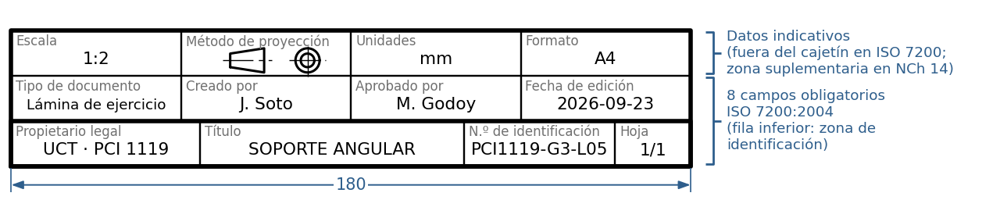 Escala
1:2
Método de proyección
Unidades
mm
Formato
A4
Tipo de documento
Lámina de ejercicio
Creado por
J. Soto
Aprobado por
M. Godoy
Fecha de edición
2026-09-23
Propietario legal
UCT · PCI 1119
Título
SOPORTE ANGULAR
N.º de identificación
PCI1119-G3-L05
Hoja
1/1
180
Datos indicativos
(fuera del cajetín en ISO 7200;
zona suplementaria en NCh 14)
8 campos obligatorios
ISO 7200:2004
(fila inferior: zona de
identificación)